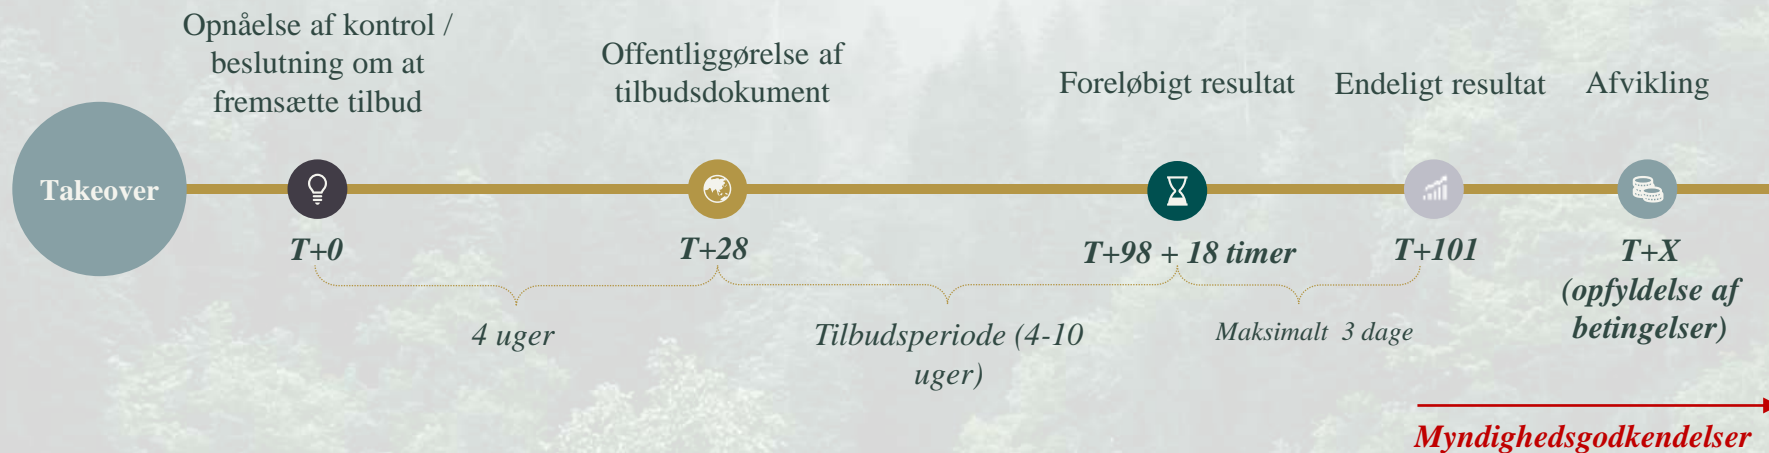 Takeover
Opnåelse af kontrol /
beslutning om at
fremsætte tilbud
T+0
4 uger
Offentliggørelse af
tilbudsdokument
T+28
Tilbudsperiode (4-10
uger)
Foreløbigt resultat
T+98 + 18 timer
Maksimalt 3 dage
Endeligt resultat
T+101
Afvikling
T+X
(opfyldelse af
betingelser)
Myndighedsgodkendelser